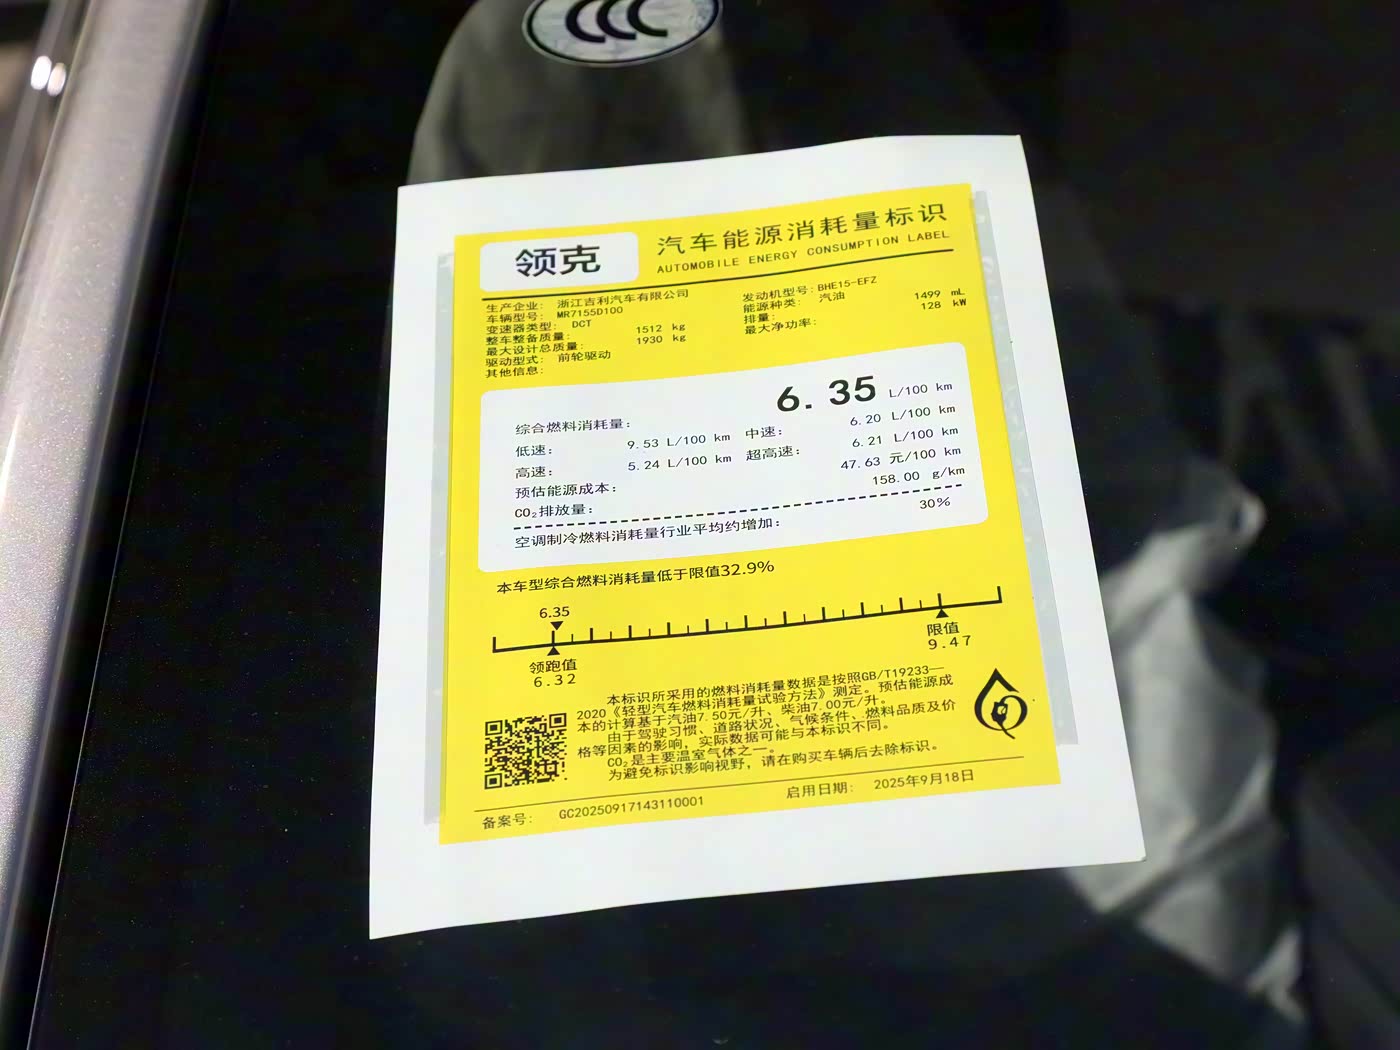 CCC
领克
汽车能源消耗量标识
AUTOMOBILE ENERGY CONSUMPTION LABEL
生产企业: 浙江吉利汽车有限公司
车辆型号: MR7155D100
变速器类型: DCT
整车整备质量: 1512 kg
最大设计总质量: 1930 kg
驱动型式: 前轮驱动
其他信息:
发动机型号: BHE15-EFZ
能源种类: 汽油
排量: 1499 mL
最大净功率: 128 kW
综合燃料消耗量: 6.35 L/100 km
低速: 9.53 L/100 km 中速: 6.20 L/100 km
高速: 5.24 L/100 km 超高速: 6.21 L/100 km
预估能源成本: 47.63 元/100 km
CO₂排放量: 158.00 g/km
空调制冷燃料消耗量行业平均约增加: 30%
本车型综合燃料消耗量低于限值32.9%
6.35
领跑值
6.32
限值
9.47
本标识所采用的燃料消耗量数据是按照GB/T19233—
2020《轻型汽车燃料消耗量试验方法》测定。预估能源成
本的计算基于汽油7.50元/升、柴油7.00元/升。
由于驾驶习惯、道路状况、气候条件、燃料品质及价
格等因素的影响，实际数据可能与本标识不同。
CO₂是主要温室气体之一。
为避免标识影响视野，请在购买车辆后去除标识。
备案号: GC20250917143110001 启用日期: 2025年9月18日